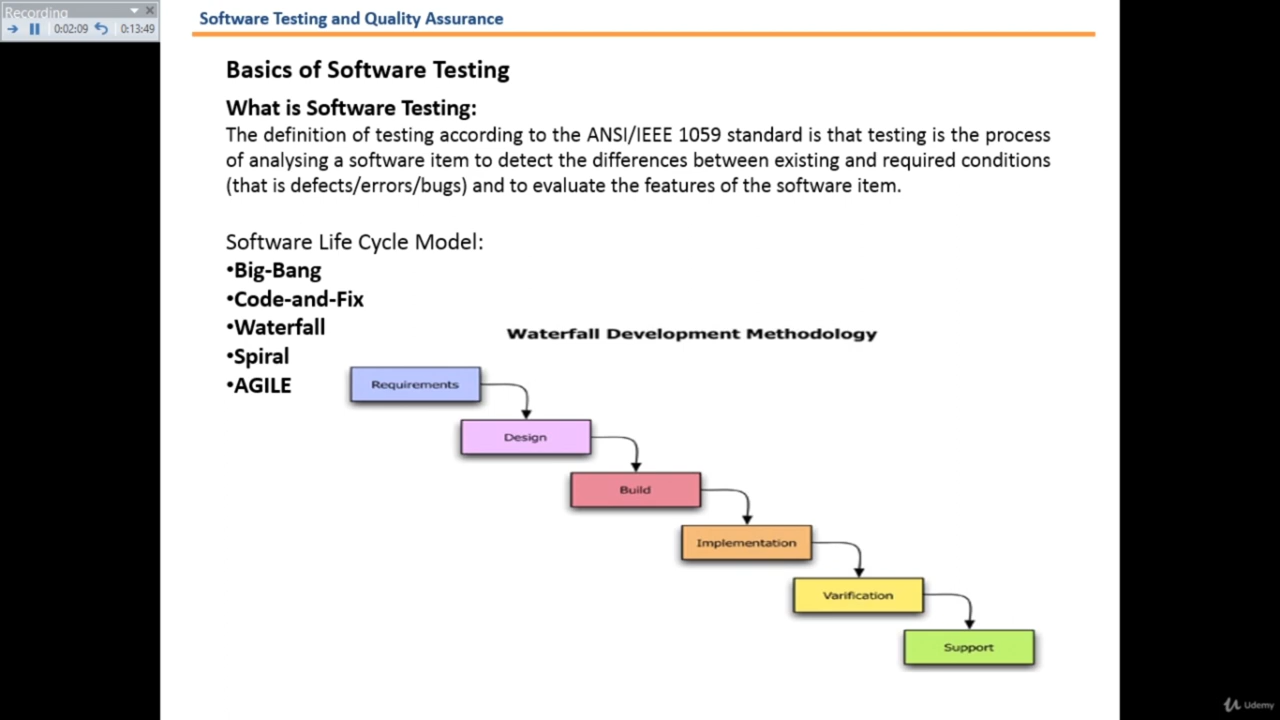 Recording
0:02:09 0:13:49
Software Testing and Quality Assurance
Basics of Software Testing
What is Software Testing:
The definition of testing according to the ANSI/IEEE 1059 standard is that testing is the process
of analysing a software item to detect the differences between existing and required conditions
(that is defects/errors/bugs) and to evaluate the features of the software item.
Software Life Cycle Model:
•Big-Bang
•Code-and-Fix
•Waterfall
•Spiral
•AGILE
Waterfall Development Methodology
Requirements
Design
Build
Implementation
Varification
Support
Udemy